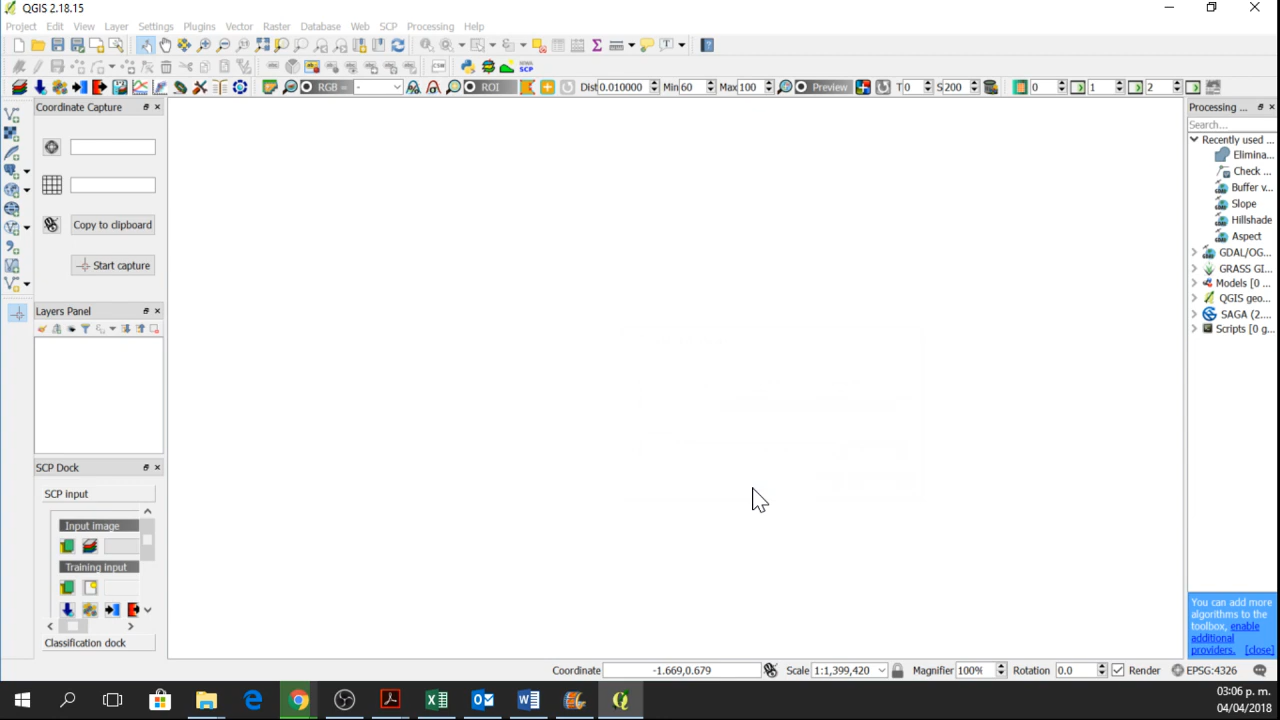 QGIS 2.18.15
Project Edit View Layer Settings Plugins Vector Raster Database Web SCP Processing Help
RGB = - ROI Dist 0.010000 Min 60 Max 100 Preview T 0 S 200 0 1 2
Coordinate Capture
Copy to clipboard
Start capture
Layers Panel
SCP Dock
SCP input
Input image
Training input
Classification dock
Processing ...
Search...
Recently used ...
Elimina...
Check ...
Buffer v...
Slope
Hillshade
Aspect
GDAL/OG...
GRASS GI...
Models [0 ...
QGIS geo...
SAGA (2....
Scripts [0 g...
You can add more
algorithms to the
toolbox, enable
additional
providers. [close]
Coordinate -1.669,0.679 Scale 1:1,399,420 Magnifier 100% Rotation 0.0 Render EPSG:4326
03:06 p. m.
04/04/2018